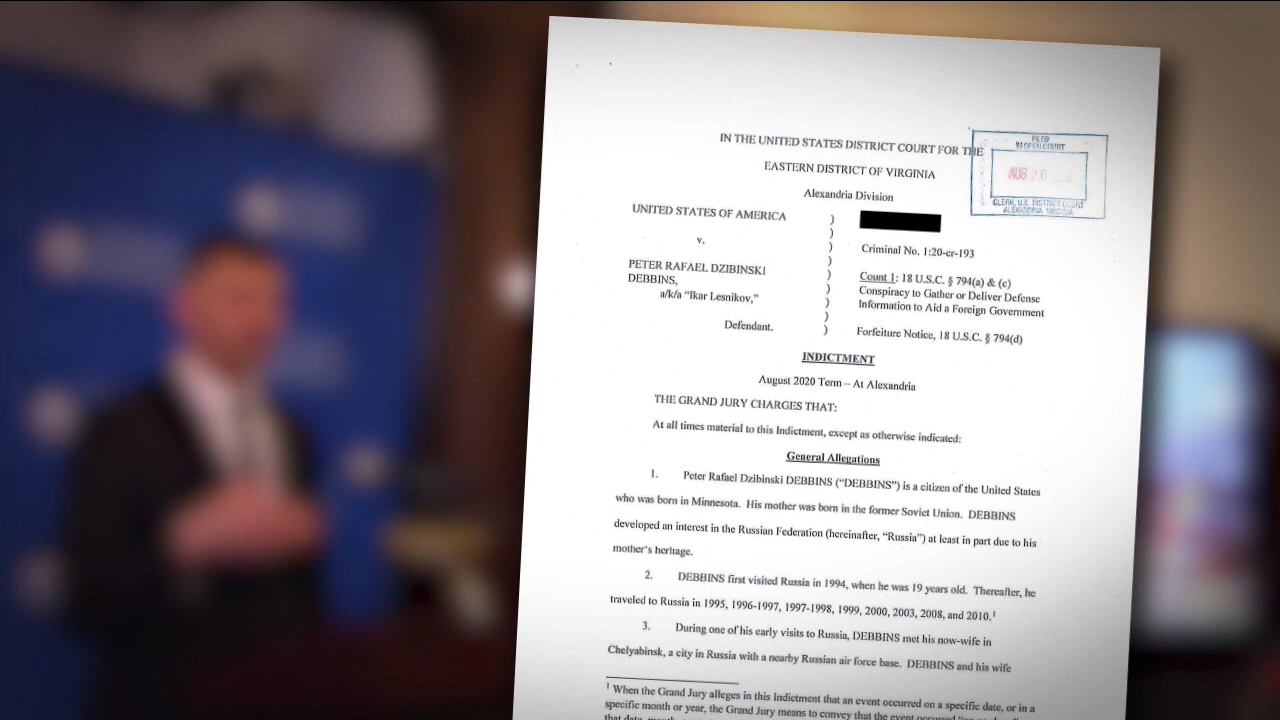 IN THE UNITED STATES DISTRICT COURT FOR THE
EASTERN DISTRICT OF VIRGINIA
Alexandria Division
FILED
IN OPEN COURT
AUG 20
CLERK, U.S. DISTRICT COURT
ALEXANDRIA, VIRGINIA
UNITED STATES OF AMERICA
v.
PETER RAFAEL DZIBINSKI
DEBBINS,
a/k/a “Ikar Lesnikov,”
Defendant.
)
)
)
)
)
)
)
)
)
Criminal No. 1:20-cr-193
Count 1: 18 U.S.C. § 794(a) & (c)
Conspiracy to Gather or Deliver Defense
Information to Aid a Foreign Government
Forfeiture Notice, 18 U.S.C. § 794(d)
INDICTMENT
August 2020 Term – At Alexandria
THE GRAND JURY CHARGES THAT:
At all times material to this Indictment, except as otherwise indicated:
General Allegations
1. Peter Rafael Dzibinski DEBBINS (“DEBBINS”) is a citizen of the United States
who was born in Minnesota. His mother was born in the former Soviet Union. DEBBINS
developed an interest in the Russian Federation (hereinafter, “Russia”) at least in part due to his
mother’s heritage.
2. DEBBINS first visited Russia in 1994, when he was 19 years old. Thereafter, he
traveled to Russia in 1995, 1996-1997, 1997-1998, 1999, 2000, 2003, 2008, and 2010.¹
3. During one of his early visits to Russia, DEBBINS met his now-wife in
Chelyabinsk, a city in Russia with a nearby Russian air force base. DEBBINS and his wife
¹ When the Grand Jury alleges in this Indictment that an event occurred on a specific date, or in a
specific month or year, the Grand Jury means to convey that the event occurred